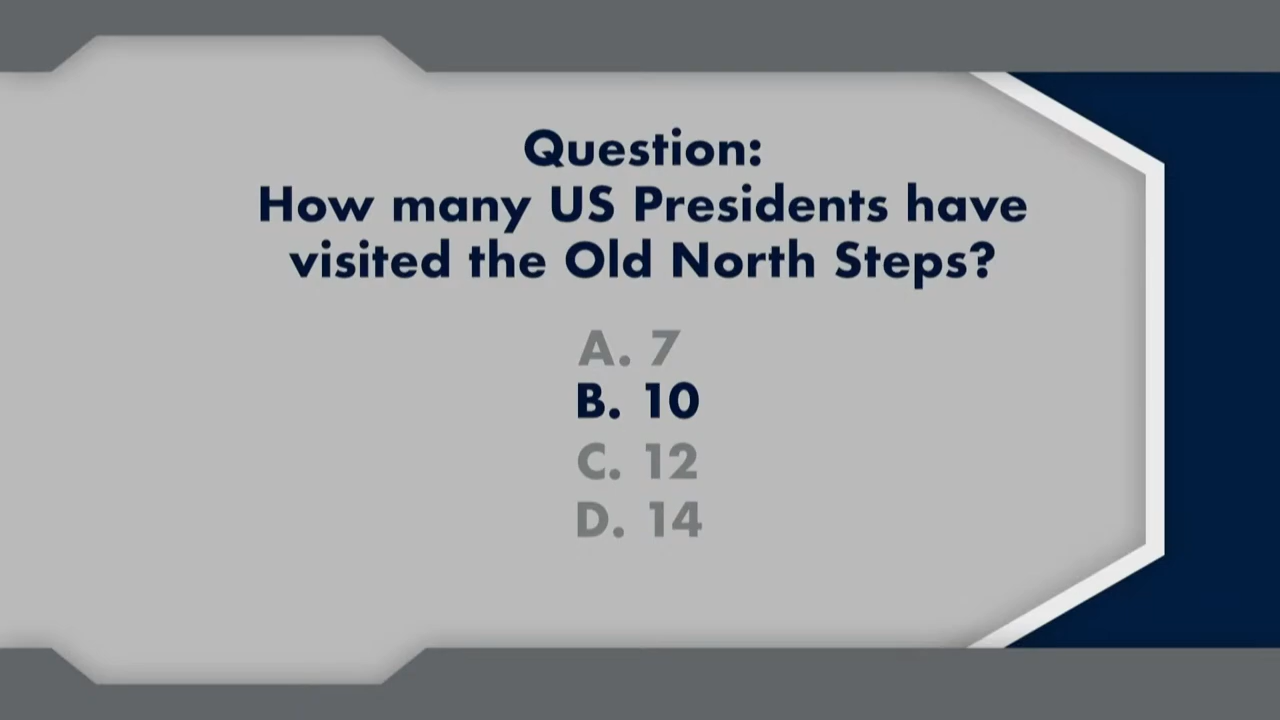 Question:
How many US Presidents have
visited the Old North Steps?
A. 7
B. 10
C. 12
D. 14